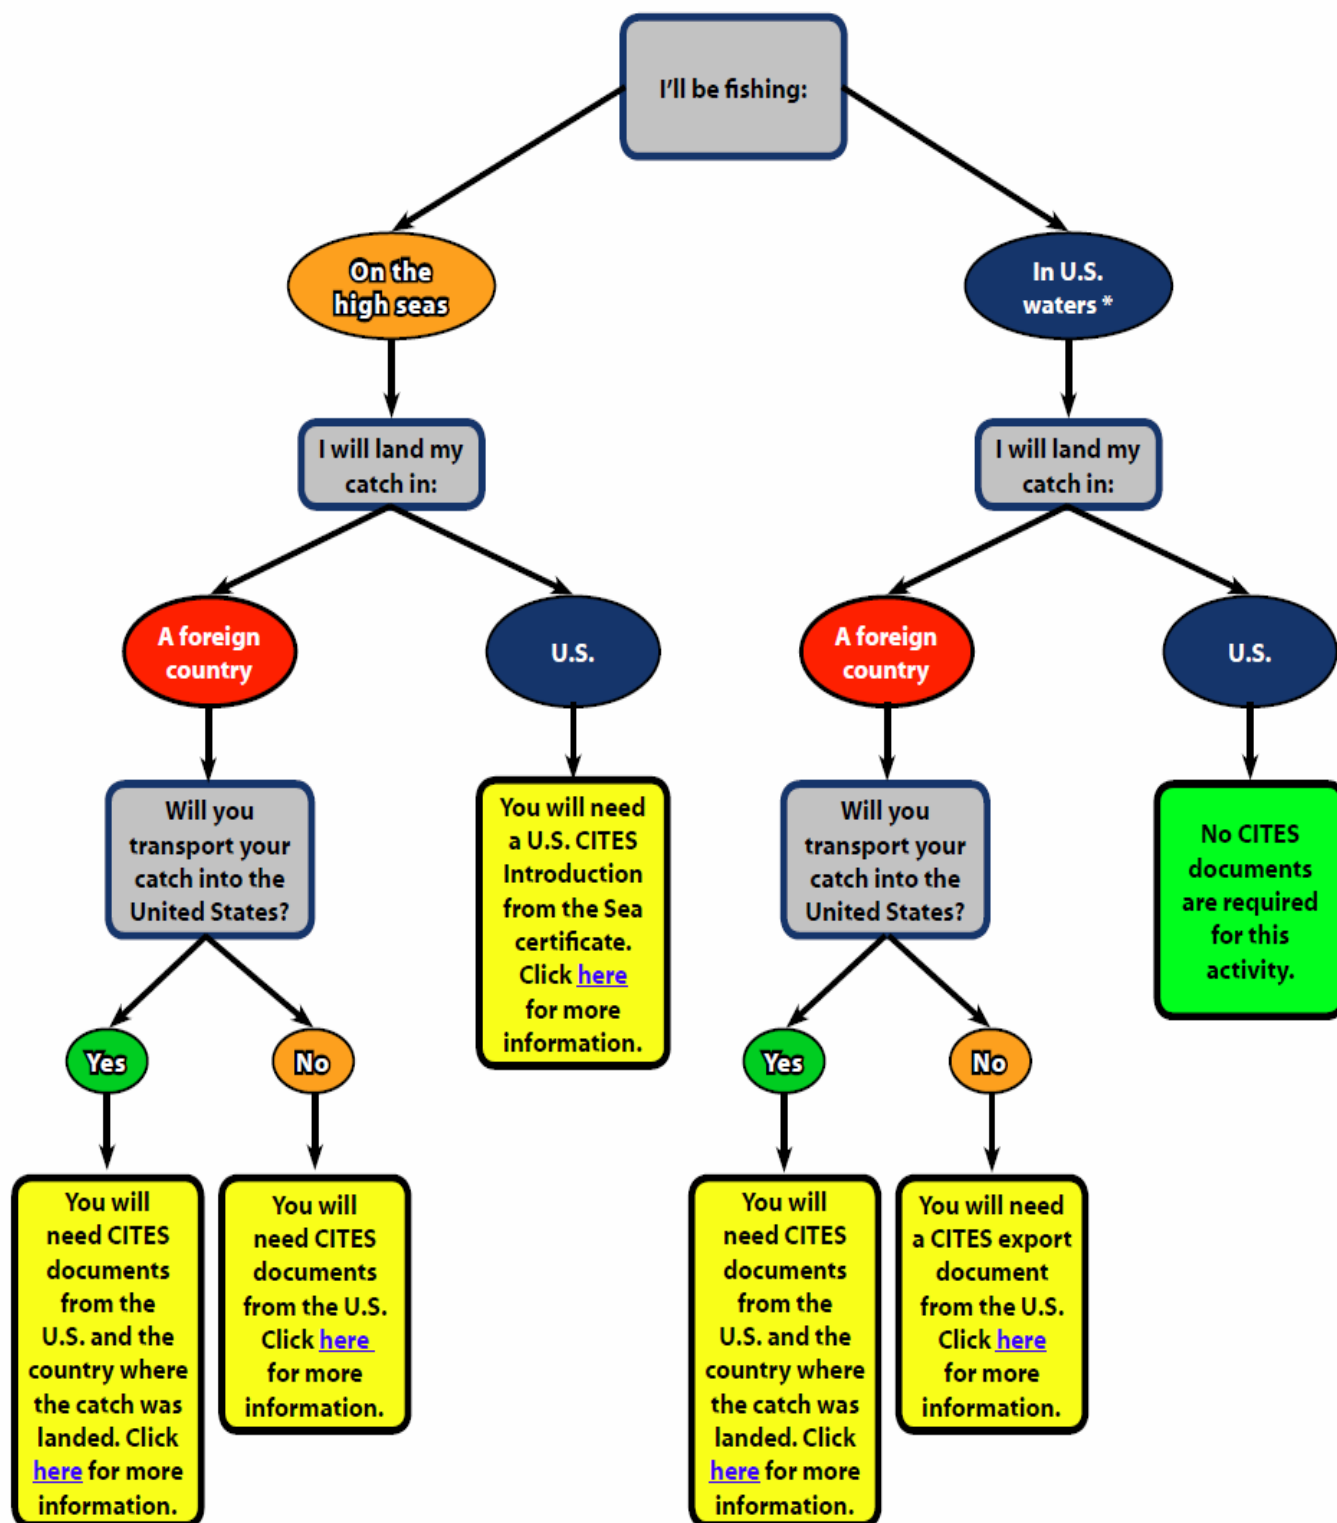 I'll be fishing:
On the
high seas
In U.S.
waters *
I will land my
catch in:
I will land my
catch in:
A foreign
country
U.S.
A foreign
country
U.S.
Will you
transport your
catch into the
United States?
You will need
a U.S. CITES
Introduction
from the Sea
certificate.
Click here
for more
information.
Will you
transport your
catch into the
United States?
No CITES
documents
are required
for this
activity.
Yes
No
Yes
No
You will
need CITES
documents
from the
U.S. and the
country where
the catch was
landed. Click
here for more
information.
You will
need CITES
documents
from the U.S.
Click here
for more
information.
You will
need CITES
documents
from the
U.S. and the
country where
the catch was
landed. Click
here for more
information.
You will need
a CITES export
document
from the U.S.
Click here
for more
information.